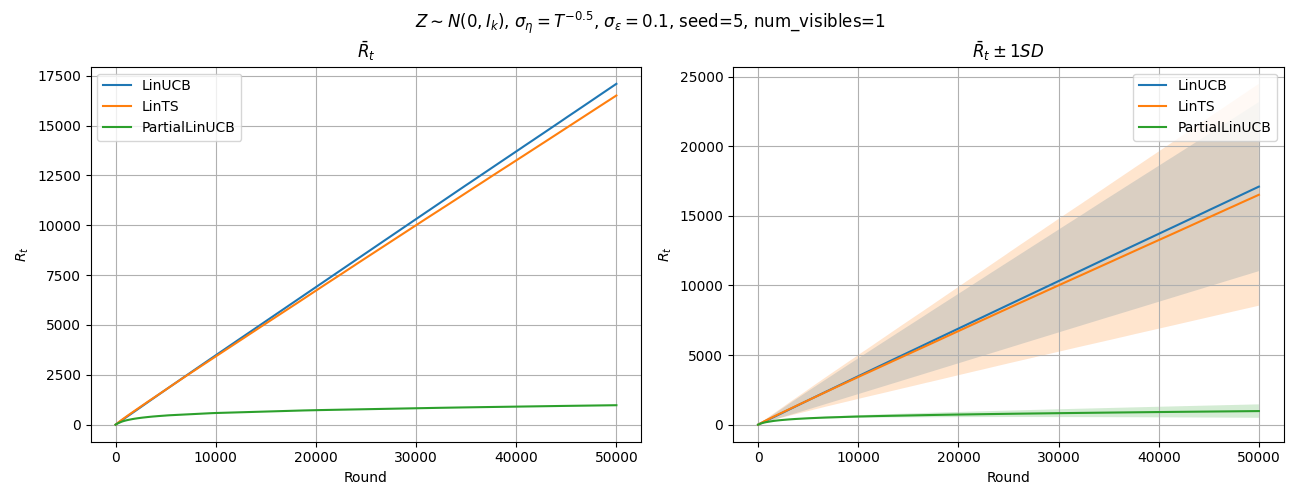 Z ~ N(0, I_k), σ_η = T^{-0.5}, σ_ε = 0.1, seed=5, num_visibles=1
R̄_t
17500
15000
12500
10000
7500
5000
2500
0
R_t
LinUCB
LinTS
PartialLinUCB
0 10000 20000 30000 40000 50000
Round
R̄_t ± 1SD
25000
20000
15000
10000
5000
0
R_t
LinUCB
LinTS
PartialLinUCB
0 10000 20000 30000 40000 50000
Round